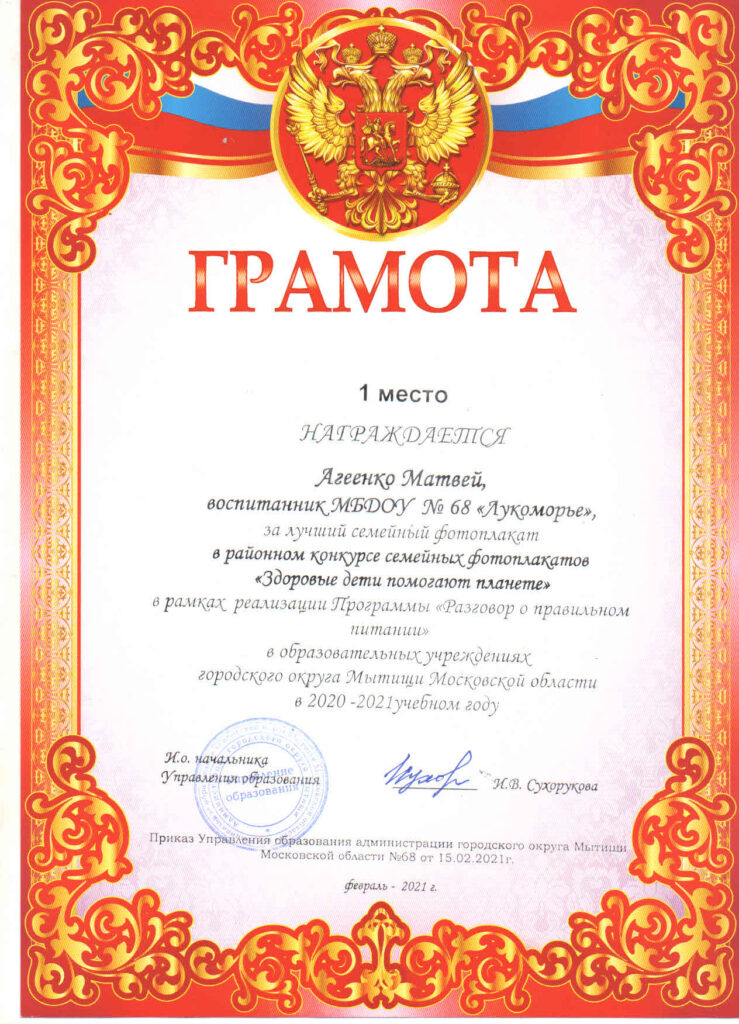 ГРАМОТА
1 место
НАГРАЖДАЕТСЯ
Агеенко Матвей,
воспитанник МБДОУ № 68 «Лукоморье»,
за лучший семейный фотоплакат
в районном конкурсе семейных фотоплакатов
«Здоровые дети помогают планете»
в рамках реализации Программы «Разговор о правильном
питании»
в образовательных учреждениях
городского округа Мытищи Московской области
в 2020 -2021учебном году
И.о. начальника
Управления образования
И.В. Сухорукова
управление
образования
Приказ Управления образования администрации городского округа Мытищи
Московской области №68 от 15.02.2021г.
февраль - 2021 г.